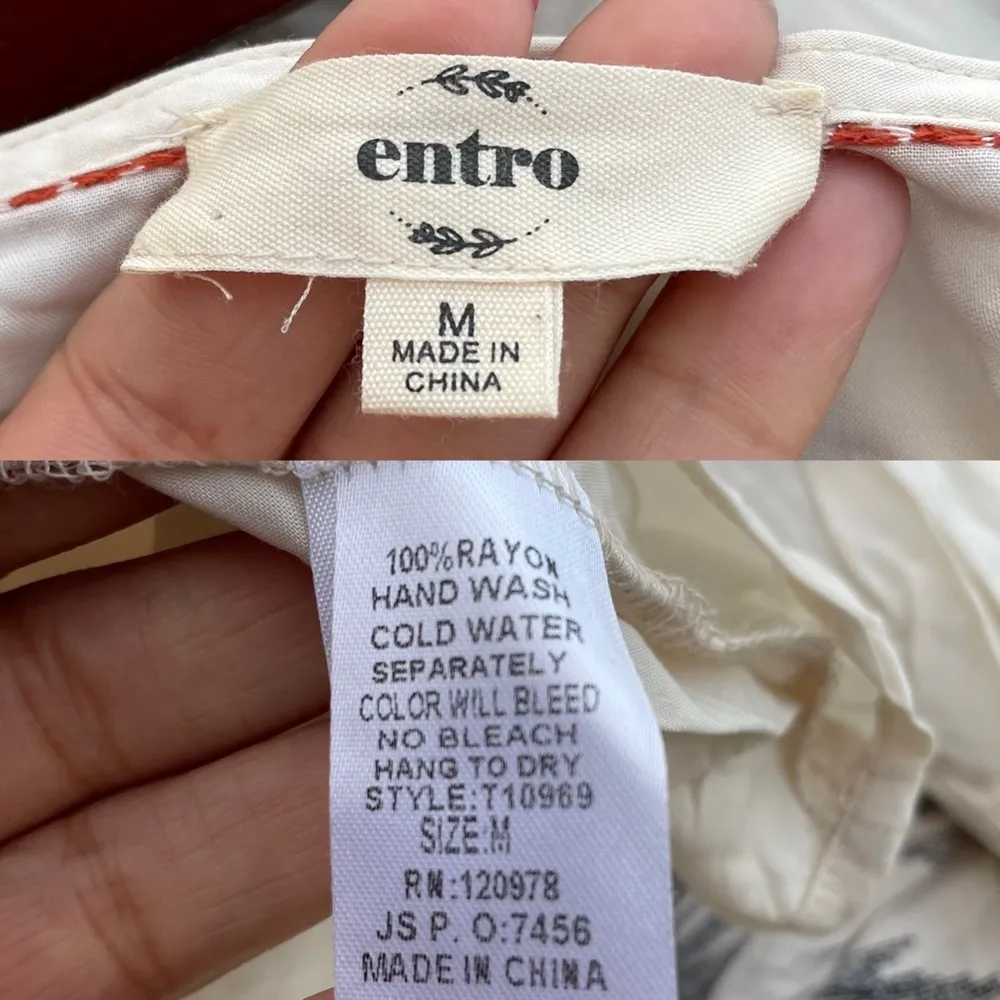 entro
M
MADE IN
CHINA
100%RAYON
HAND WASH
COLD WATER
SEPARATELY
COLOR WILL BLEED
NO BLEACH
HANG TO DRY
STYLE:T10969
SIZE:M
RN:120978
JS P. O:7456
MADE IN CHINA